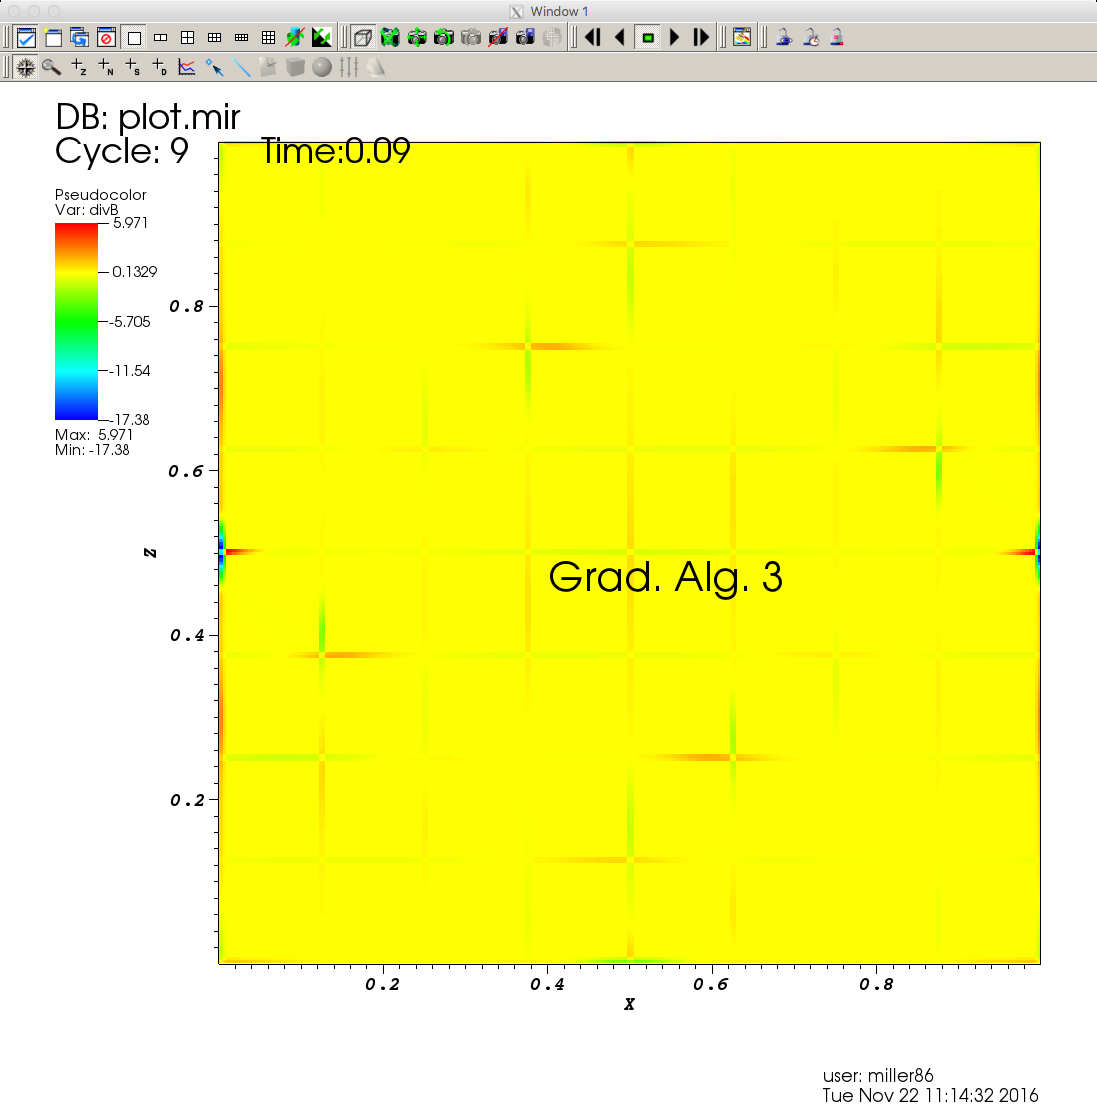 Window 1
DB: plot.mir
Cycle: 9 Time:0.09
Pseudocolor
Var: divB
5.971
0.1329
-5.705
-11.54
-17.38
Max: 5.971
Min: -17.38
0.8
0.6
Z
Grad. Alg. 3
0.4
0.2
0.2 0.4 0.6 0.8
X
user: miller86
Tue Nov 22 11:14:32 2016